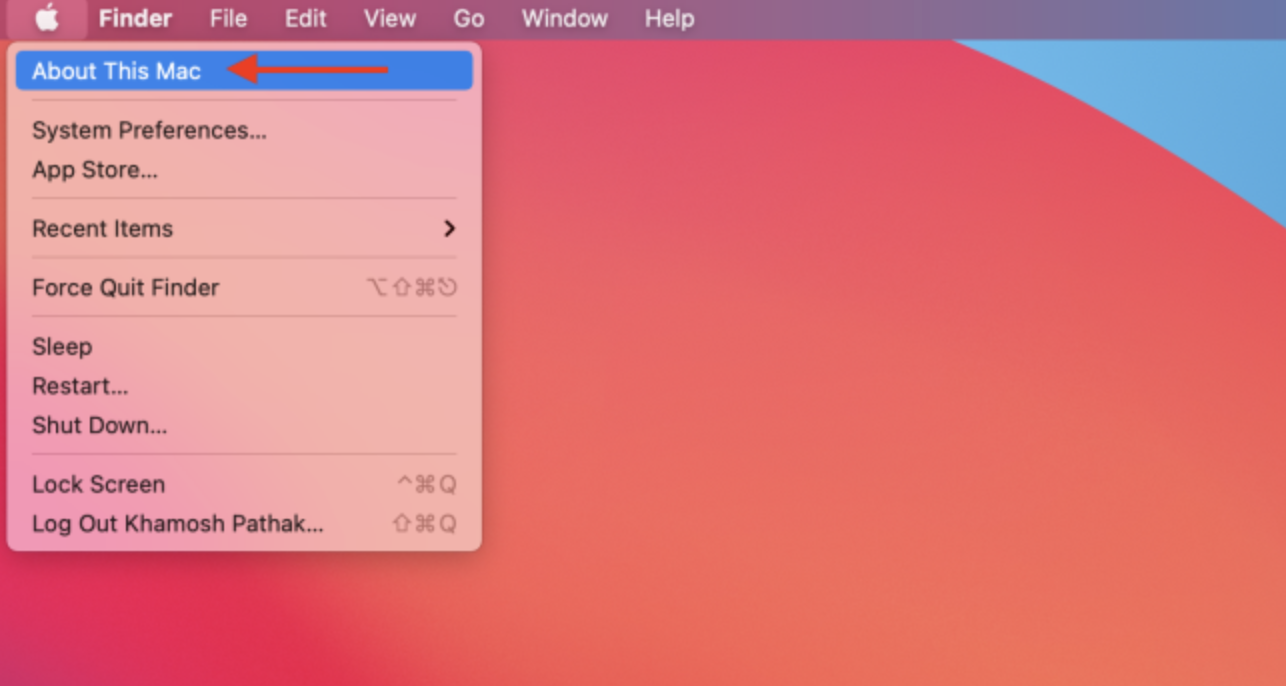 Finder File Edit View Go Window Help
About This Mac
System Preferences...
App Store...
Recent Items
Force Quit Finder ⌥⇧⌘⎋
Sleep
Restart...
Shut Down...
Lock Screen ^⌘Q
Log Out Khamosh Pathak... ⇧⌘Q